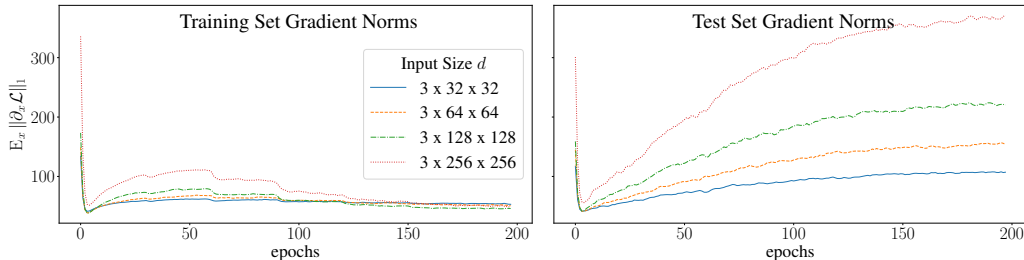 Training Set Gradient Norms
Test Set Gradient Norms
E_x ||∂_x ℒ||_1
300
200
100
Input Size d
3 x 32 x 32
3 x 64 x 64
3 x 128 x 128
3 x 256 x 256
0 50 100 150 200
epochs
0 50 100 150 200
epochs